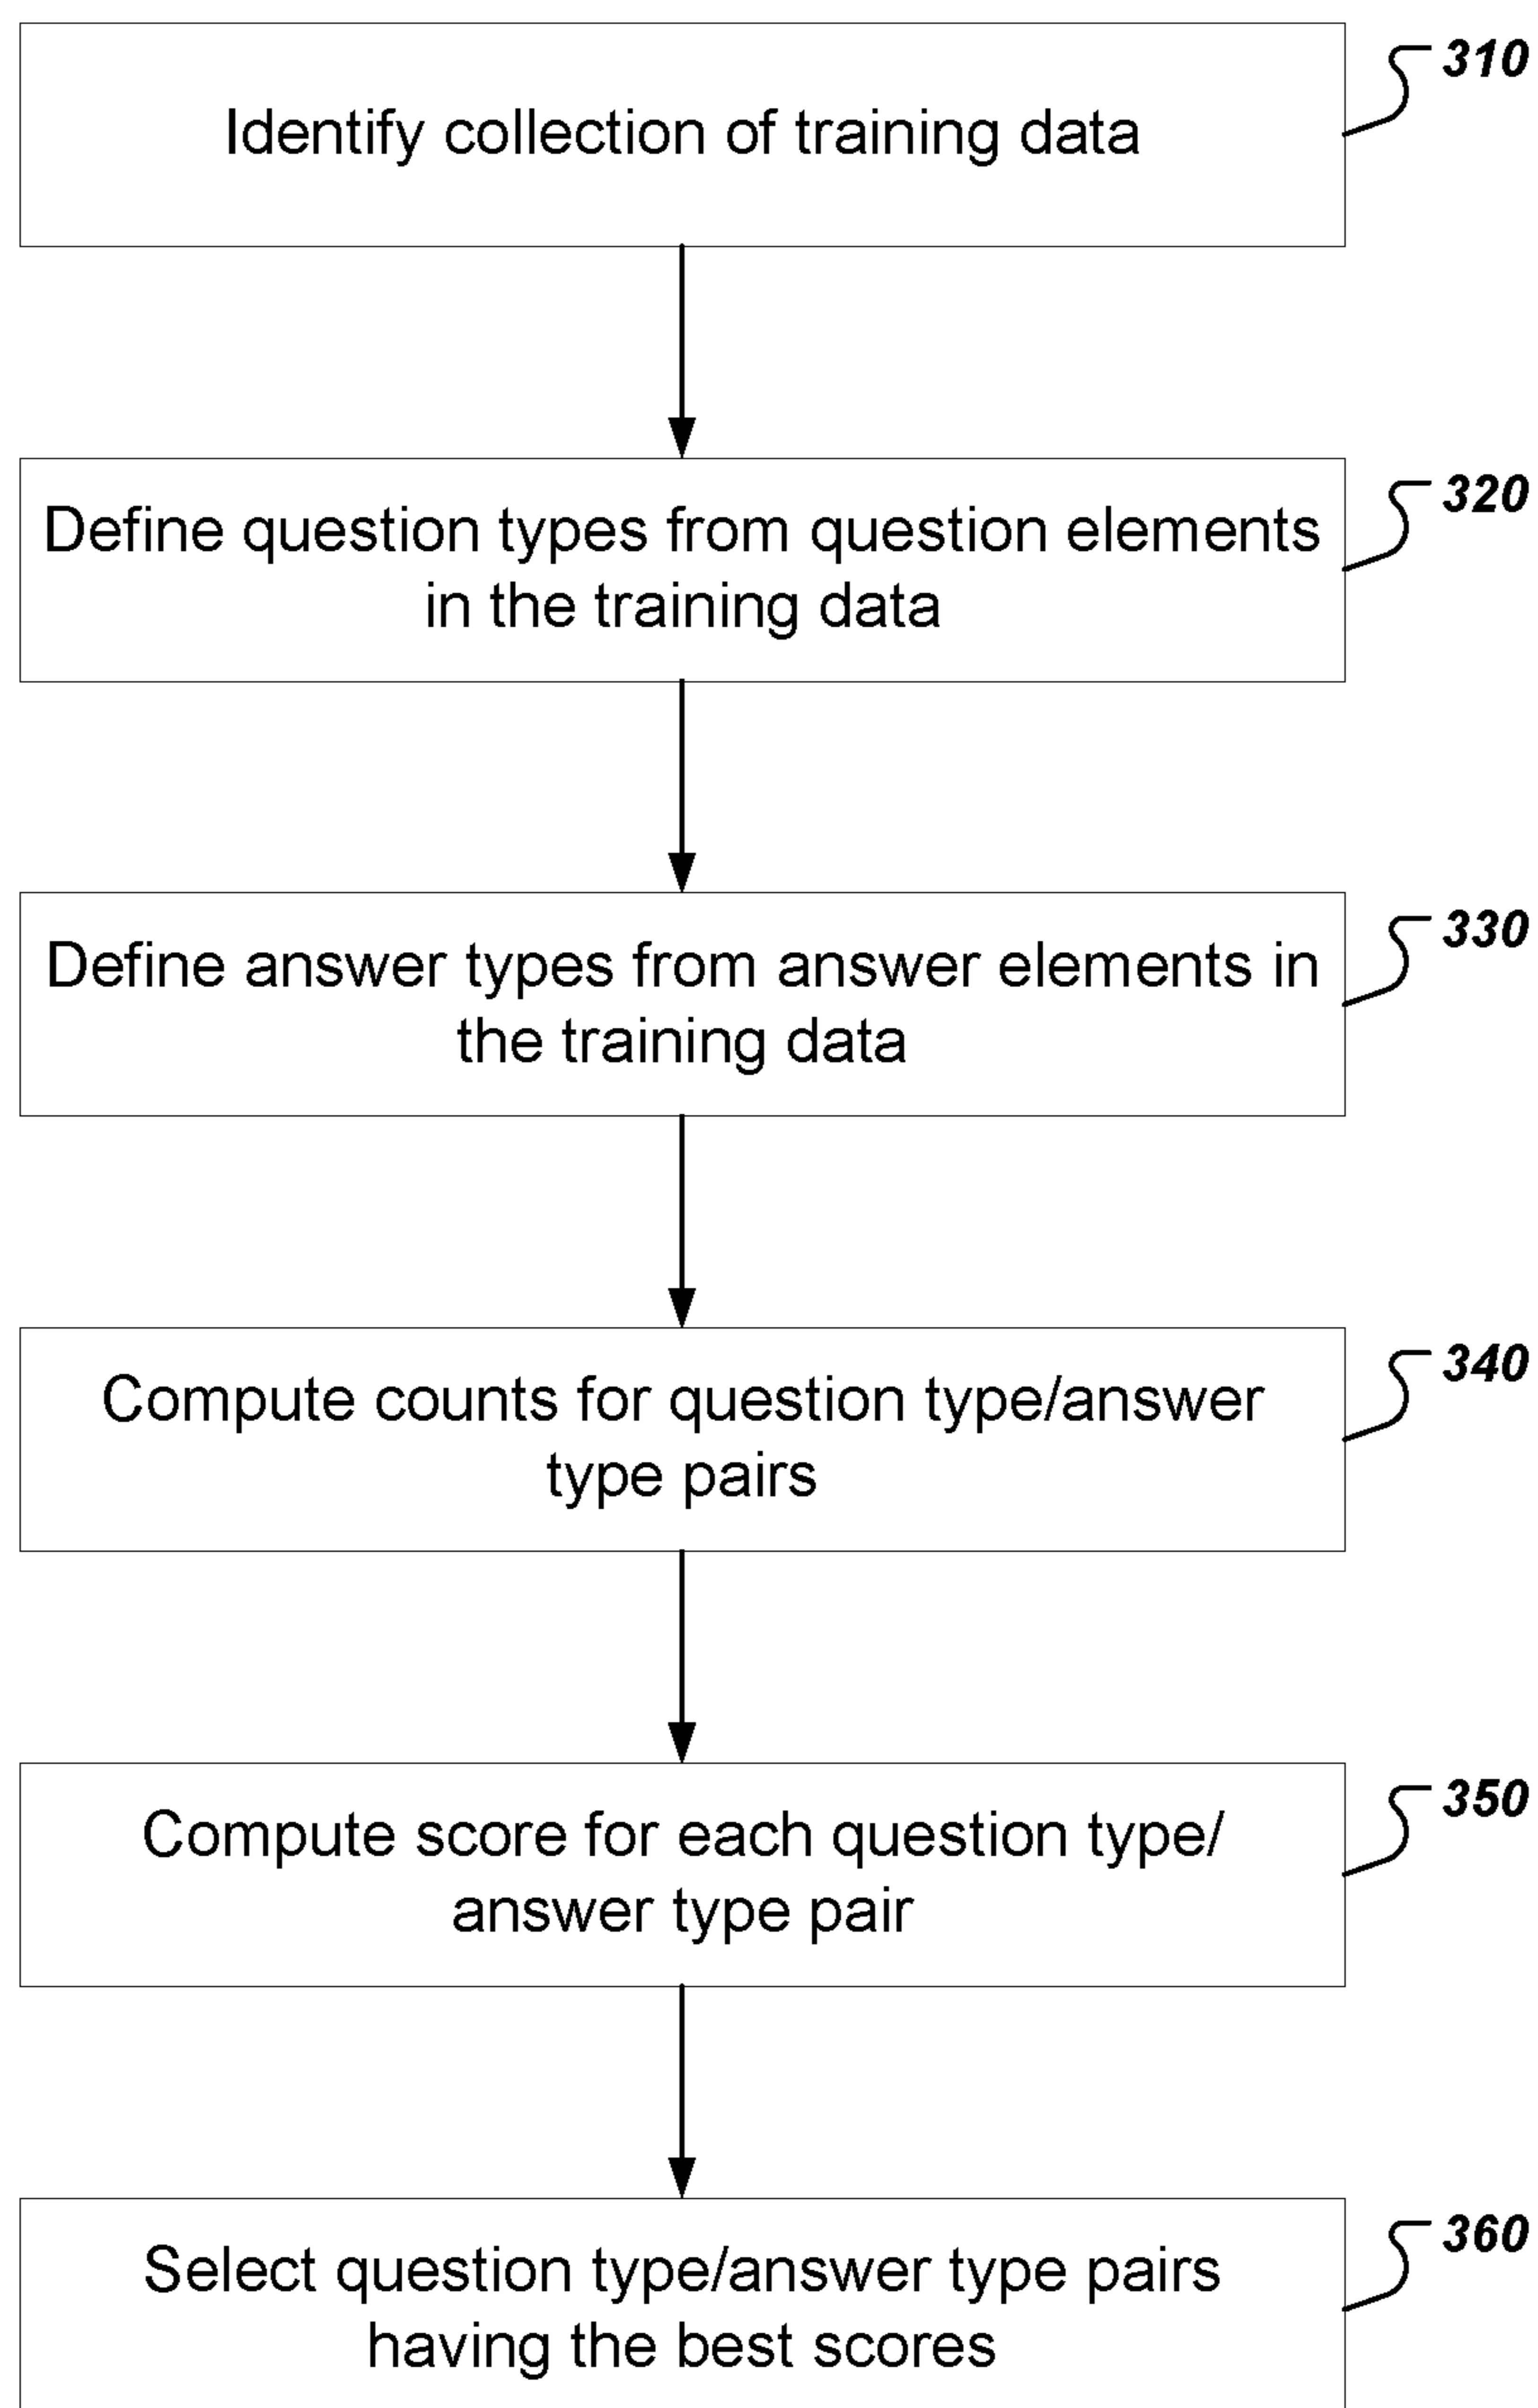 Identify collection of training data
310
Define question types from question elements
in the training data
320
Define answer types from answer elements in
the training data
330
Compute counts for question type/answer
type pairs
340
Compute score for each question type/
answer type pair
350
Select question type/answer type pairs
having the best scores
360